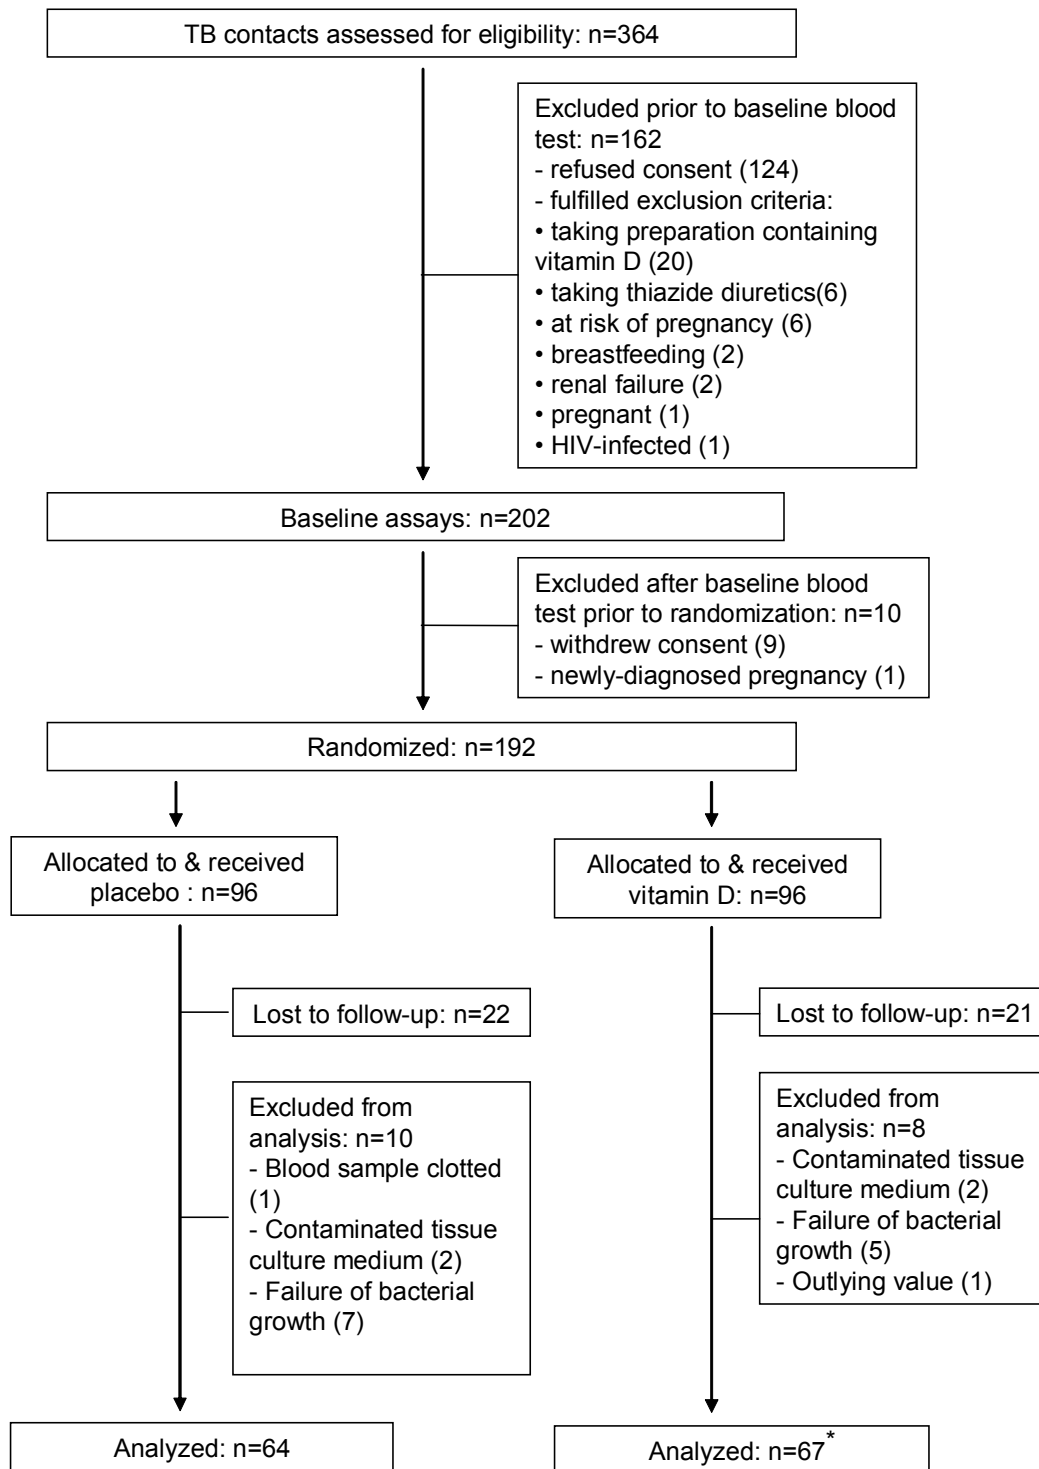 TB contacts assessed for eligibility: n=364
Excluded prior to baseline blood
test: n=162
- refused consent (124)
- fulfilled exclusion criteria:
• taking preparation containing
vitamin D (20)
• taking thiazide diuretics(6)
• at risk of pregnancy (6)
• breastfeeding (2)
• renal failure (2)
• pregnant (1)
• HIV-infected (1)
Baseline assays: n=202
Excluded after baseline blood
test prior to randomization: n=10
- withdrew consent (9)
- newly-diagnosed pregnancy (1)
Randomized: n=192
Allocated to & received
placebo : n=96
Allocated to & received
vitamin D: n=96
Lost to follow-up: n=22
Lost to follow-up: n=21
Excluded from
analysis: n=10
- Blood sample clotted
(1)
- Contaminated tissue
culture medium (2)
- Failure of bacterial
growth (7)
Excluded from
analysis: n=8
- Contaminated tissue
culture medium (2)
- Failure of bacterial
growth (5)
- Outlying value (1)
Analyzed: n=64
Analyzed: n=67*